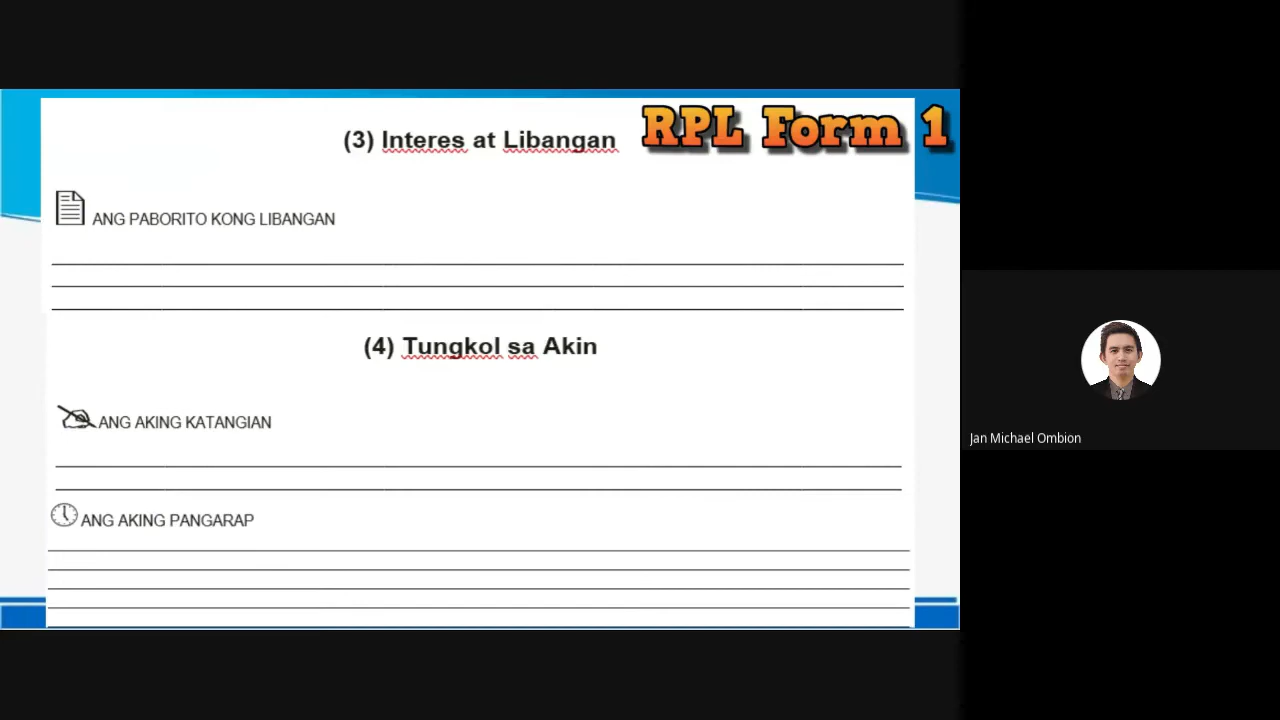 RPL Form 1
(3) Interes at Libangan
ANG PABORITO KONG LIBANGAN
(4) Tungkol sa Akin
ANG AKING KATANGIAN
ANG AKING PANGARAP
Jan Michael Ombion